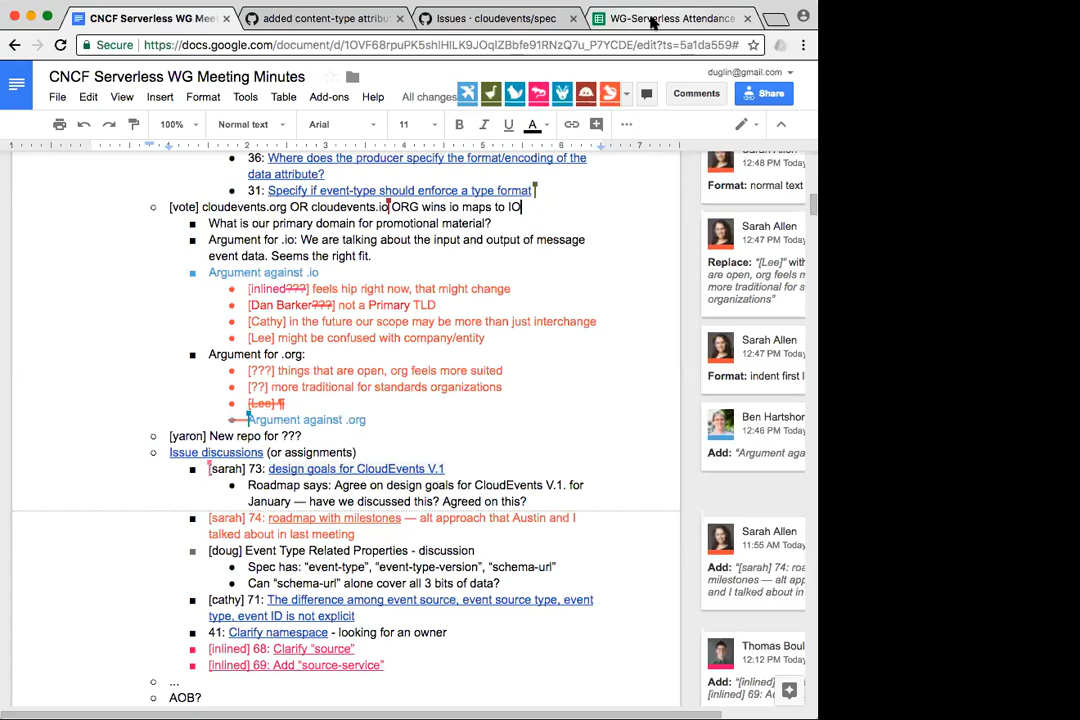 CNCF Serverless WG Meet
added content-type attribu
Issues · cloudevents/spec
WG-Serverless Attendance
Secure
https://docs.google.com/document/d/1OVF68rpuPK5shIHILK9JOqIZBbfe91RNzQ7u_P7YCDE/edit?ts=5a1da559#
CNCF Serverless WG Meeting Minutes
duglin@gmail.com
File Edit View Insert Format Tools Table Add-ons Help All changes
Comments
Share
100% Normal text Arial 11
2 3 4 5 6 7
36: Where does the producer specify the format/encoding of the
data attribute?
31: Specify if event-type should enforce a type format
[vote] cloudevents.org OR cloudevents.io ORG wins io maps to IO
What is our primary domain for promotional material?
Argument for .io: We are talking about the input and output of message
event data. Seems the right fit.
Argument against .io
[inlined???] feels hip right now, that might change
[Dan Barker???] not a Primary TLD
[Cathy] in the future our scope may be more than just interchange
[Lee] might be confused with company/entity
Argument for .org:
[???] things that are open, org feels more suited
[??] more traditional for standards organizations
[Lee] ¶
Argument against .org
[yaron] New repo for ???
Issue discussions (or assignments)
[sarah] 73: design goals for CloudEvents V.1
Roadmap says: Agree on design goals for CloudEvents V.1. for
January — have we discussed this? Agreed on this?
[sarah] 74: roadmap with milestones — alt approach that Austin and I
talked about in last meeting
[doug] Event Type Related Properties - discussion
Spec has: “event-type”, “event-type-version”, “schema-url”
Can “schema-url” alone cover all 3 bits of data?
[cathy] 71: The difference among event source, event source type, event
type, event ID is not explicit
41: Clarify namespace - looking for an owner
[inlined] 68: Clarify “source”
[inlined] 69: Add “source-service”
...
AOB?
12:48 PM Today
Format: normal text
Sarah Allen
12:47 PM Today
Replace: “[Lee]” with
are open, org feels m
more traditional for s
organizations”
Sarah Allen
12:47 PM Today
Format: indent first l
Ben Hartshor
12:46 PM Today
Add: “Argument aga
Sarah Allen
11:55 AM Today
Add: “[sarah] 74: roa
milestones — alt app
and I talked about in
Thomas Boul
12:12 PM Today
Add: “[inlined]
[inlined] 69: Ad